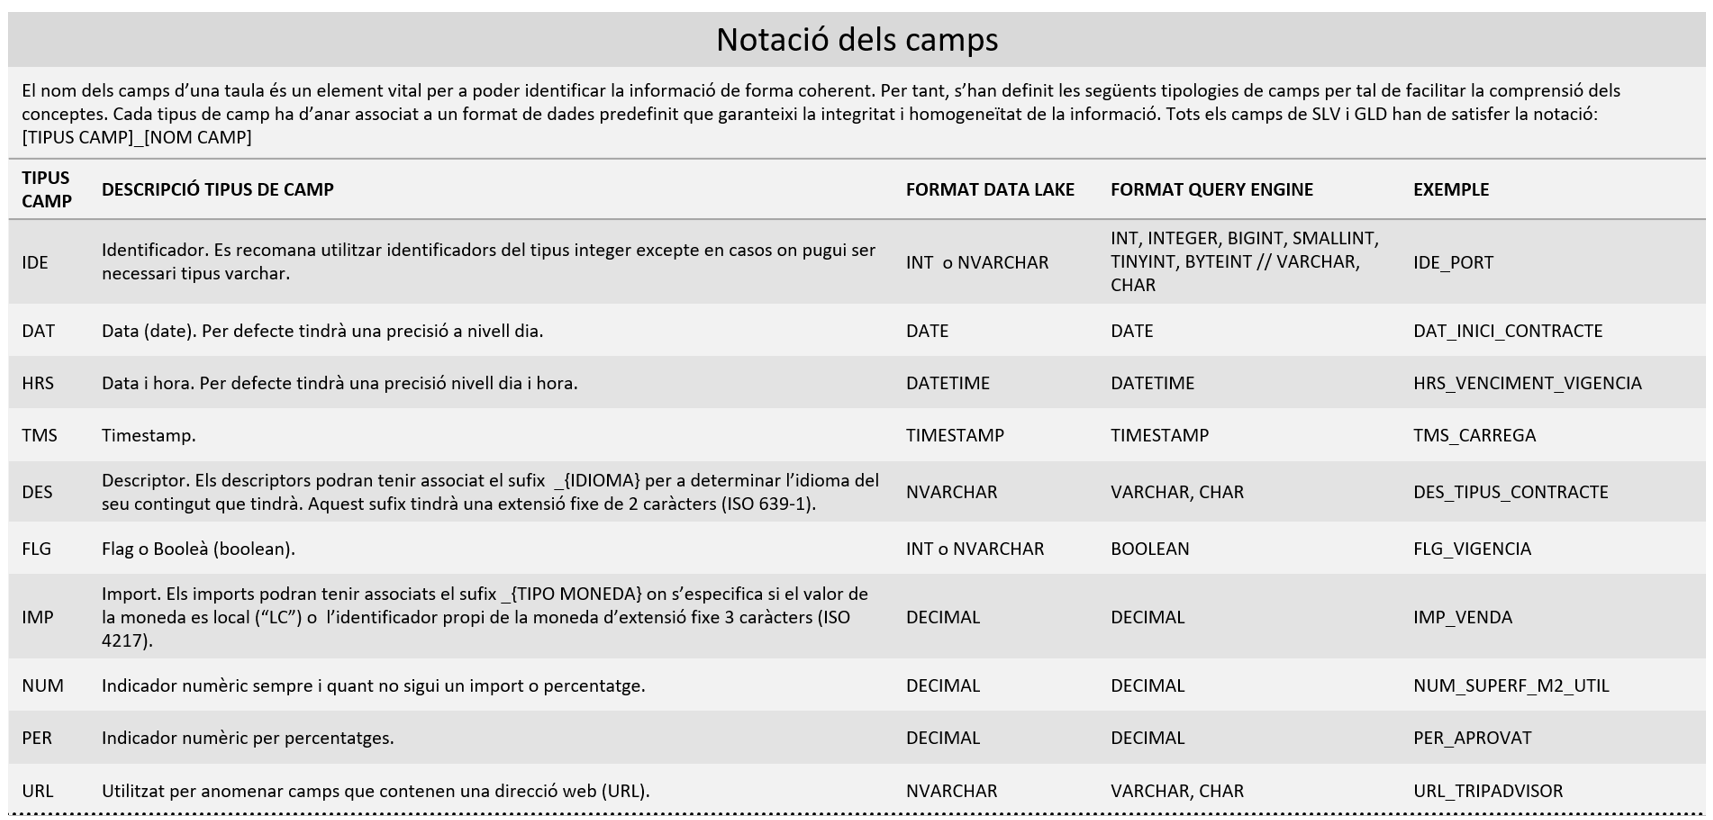 Notació dels camps
El nom dels camps d’una taula és un element vital per a poder identificar la informació de forma coherent. Per tant, s’han definit les següents tipologies de camps per tal de facilitar la comprensió dels
conceptes. Cada tipus de camp ha d’anar associat a un format de dades predefinit que garanteixi la integritat i homogeneïtat de la informació. Tots els camps de SLV i GLD han de satisfer la notació:
[TIPUS CAMP]_[NOM CAMP]
TIPUS
CAMP
DESCRIPCIÓ TIPUS DE CAMP
FORMAT DATA LAKE
FORMAT QUERY ENGINE
EXEMPLE
IDE
Identificador. Es recomana utilitzar identificadors del tipus integer excepte en casos on pugui ser
necessari tipus varchar.
INT o NVARCHAR
INT, INTEGER, BIGINT, SMALLINT,
TINYINT, BYTEINT // VARCHAR,
CHAR
IDE_PORT
DAT
Data (date). Per defecte tindrà una precisió a nivell dia.
DATE
DATE
DAT_INICI_CONTRACTE
HRS
Data i hora. Per defecte tindrà una precisió nivell dia i hora.
DATETIME
DATETIME
HRS_VENCIMENT_VIGENCIA
TMS
Timestamp.
TIMESTAMP
TIMESTAMP
TMS_CARREGA
DES
Descriptor. Els descriptors podran tenir associat el sufix _{IDIOMA} per a determinar l’idioma del
seu contingut que tindrà. Aquest sufix tindrà una extensió fixe de 2 caràcters (ISO 639-1).
NVARCHAR
VARCHAR, CHAR
DES_TIPUS_CONTRACTE
FLG
Flag o Booleà (boolean).
INT o NVARCHAR
BOOLEAN
FLG_VIGENCIA
IMP
Import. Els imports podran tenir associats el sufix _{TIPO MONEDA} on s’especifica si el valor de
la moneda es local (“LC”) o l’identificador propi de la moneda d’extensió fixe 3 caràcters (ISO
4217).
DECIMAL
DECIMAL
IMP_VENDA
NUM
Indicador numèric sempre i quant no sigui un import o percentatge.
DECIMAL
DECIMAL
NUM_SUPERF_M2_UTIL
PER
Indicador numèric per percentatges.
DECIMAL
DECIMAL
PER_APROVAT
URL
Utilitzat per anomenar camps que contenen una direcció web (URL).
NVARCHAR
VARCHAR, CHAR
URL_TRIPADVISOR